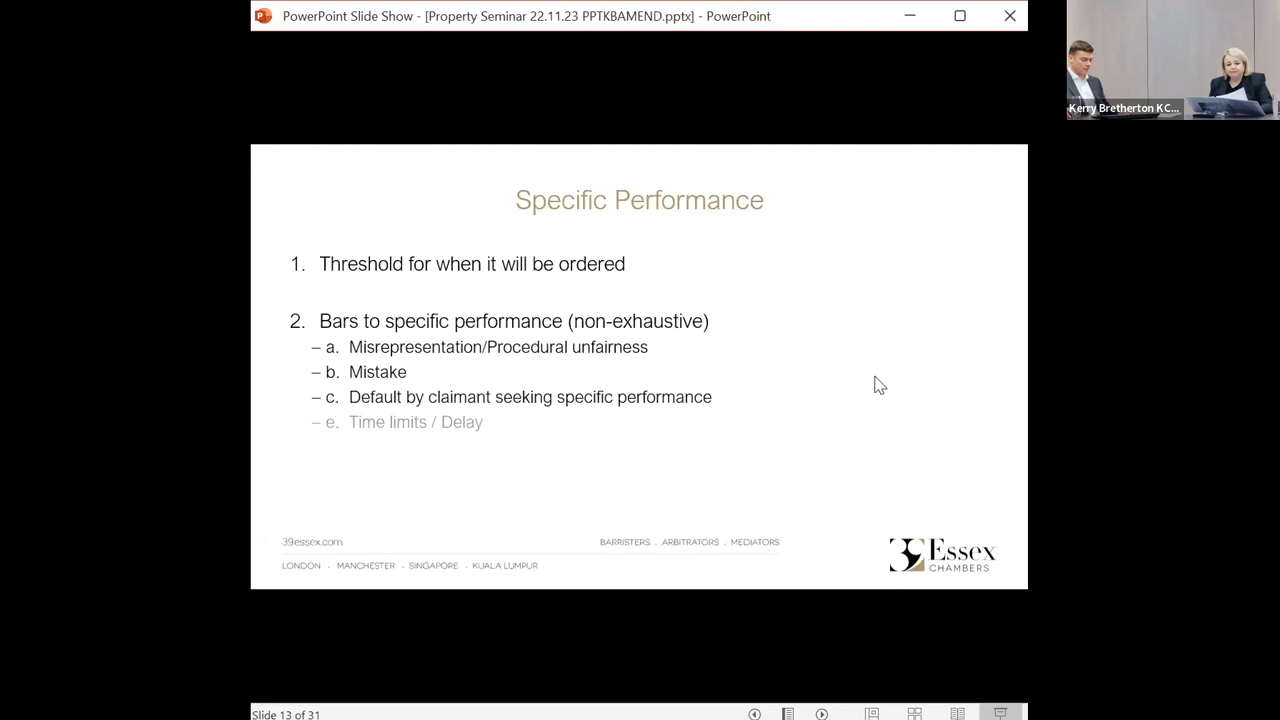 PowerPoint Slide Show - [Property Seminar 22.11.23 PPTKBAMEND.pptx] - PowerPoint
Kerry Bretherton KC...
Specific Performance
1. Threshold for when it will be ordered
2. Bars to specific performance (non-exhaustive)
– a. Misrepresentation/Procedural unfairness
– b. Mistake
– c. Default by claimant seeking specific performance
– e. Time limits / Delay
39essex.com
BARRISTERS . ARBITRATORS . MEDIATORS
LONDON . MANCHESTER . SINGAPORE . KUALA LUMPUR
39 Essex
CHAMBERS
Slide 13 of 31